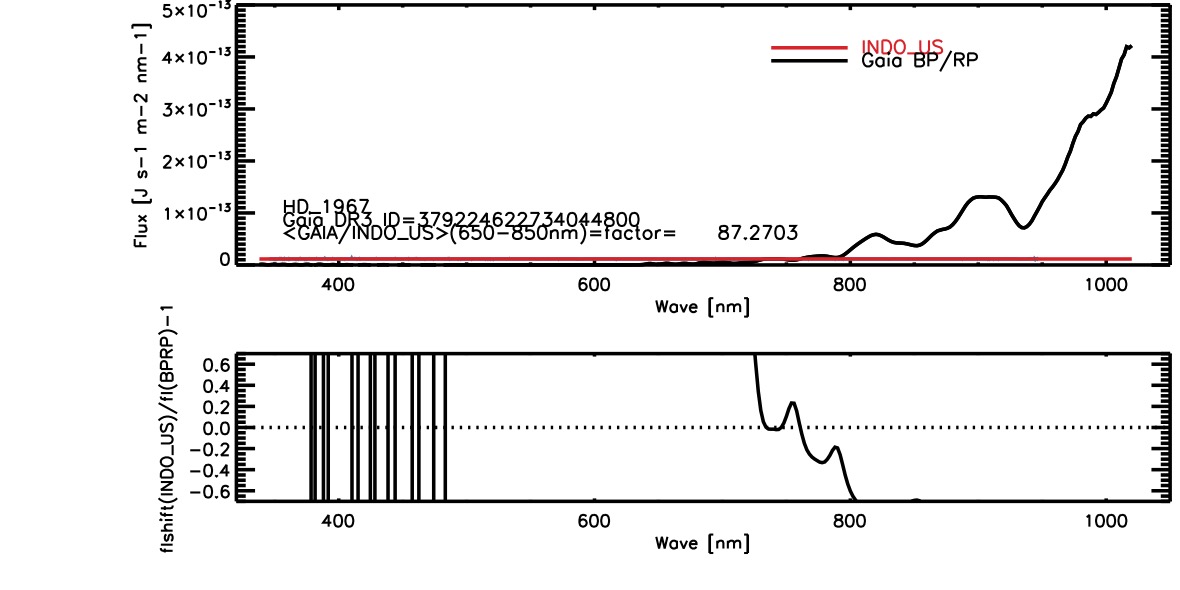 5×10−13
4×10−13
3×10−13
2×10−13
1×10−13
0
Flux [J s−1 m−2 nm−1]
INDO_US
Gaia BP/RP
HD_1967
Gaia DR3 ID=379224622734044800
<GAIA/INDO_US>(650−850nm)=factor= 87.2703
400 600 800 1000
Wave [nm]
flshift(INDO_US)/fl(BPRP)−1
0.6
0.4
0.2
0.0
−0.2
−0.4
−0.6
400 600 800 1000
Wave [nm]